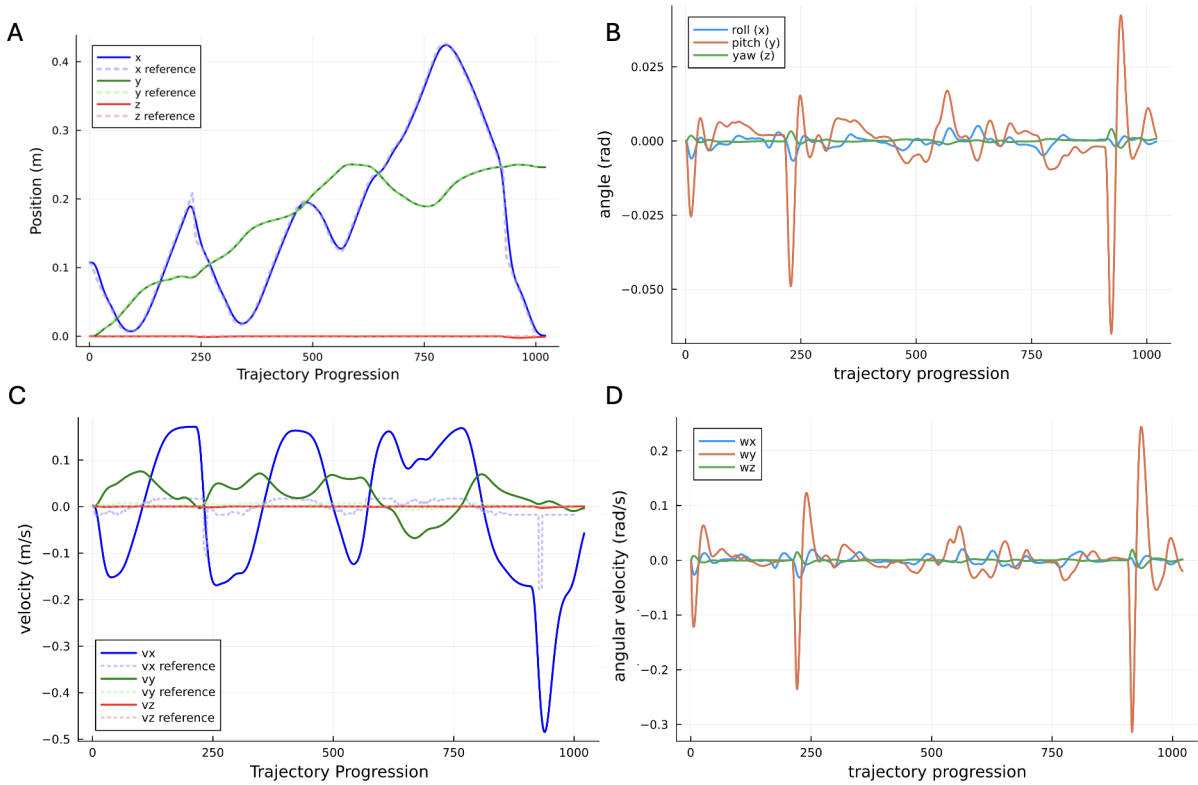 A
Position (m)
0.4
0.3
0.2
0.1
0.0
x
x reference
y
y reference
z
z reference
0
250
500
750
1000
Trajectory Progression
B
angle (rad)
0.025
0.000
−0.025
−0.050
roll (x)
pitch (y)
yaw (z)
0
250
500
750
1000
trajectory progression
C
velocity (m/s)
0.1
0.0
−0.1
−0.2
−0.3
−0.4
−0.5
vx
vx reference
vy
vy reference
vz
vz reference
0
250
500
750
1000
Trajectory Progression
D
angular velocity (rad/s)
0.2
0.1
0.0
−0.1
−0.2
−0.3
wx
wy
wz
0
250
500
750
1000
trajectory progression